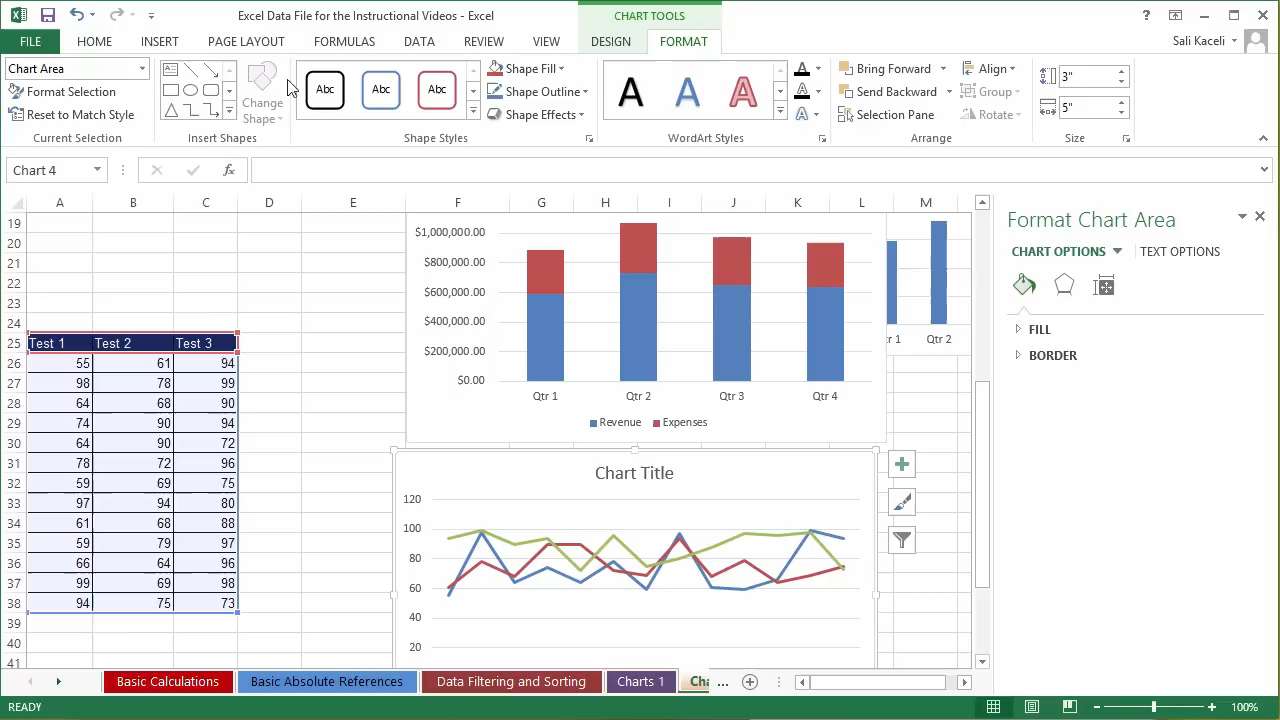 Excel Data File for the Instructional Videos - Excel
CHART TOOLS
?
FILE HOME INSERT PAGE LAYOUT FORMULAS DATA REVIEW VIEW DESIGN FORMAT
Sali Kaceli
Chart Area
Format Selection
Reset to Match Style
Current Selection
Change
Shape
Insert Shapes
Abc Abc Abc
Shape Fill
Shape Outline
Shape Effects
Shape Styles
A A A
A
A
A
WordArt Styles
Bring Forward
Send Backward
Selection Pane
Align
Group
Rotate
Arrange
3"
5"
Size
Chart 4
fx
A B C D E F G H I J K L M
19
20
21
22
23
24
25 Test 1 Test 2 Test 3
26 55 61 94
27 98 78 99
28 64 68 90
29 74 90 94
30 64 90 72
31 78 72 96
32 59 69 75
33 97 94 80
34 61 68 88
35 59 79 97
36 66 64 96
37 99 69 98
38 94 75 73
39
40
41
$1,000,000.00
$800,000.00
$600,000.00
$400,000.00
$200,000.00
$0.00
Qtr 1 Qtr 2 Qtr 3 Qtr 4
Revenue Expenses
r 1 Qtr 2
Chart Title
120
100
80
60
40
20
Format Chart Area
CHART OPTIONS TEXT OPTIONS
FILL
BORDER
Basic Calculations Basic Absolute References Data Filtering and Sorting Charts 1 Cha ...
READY
100%